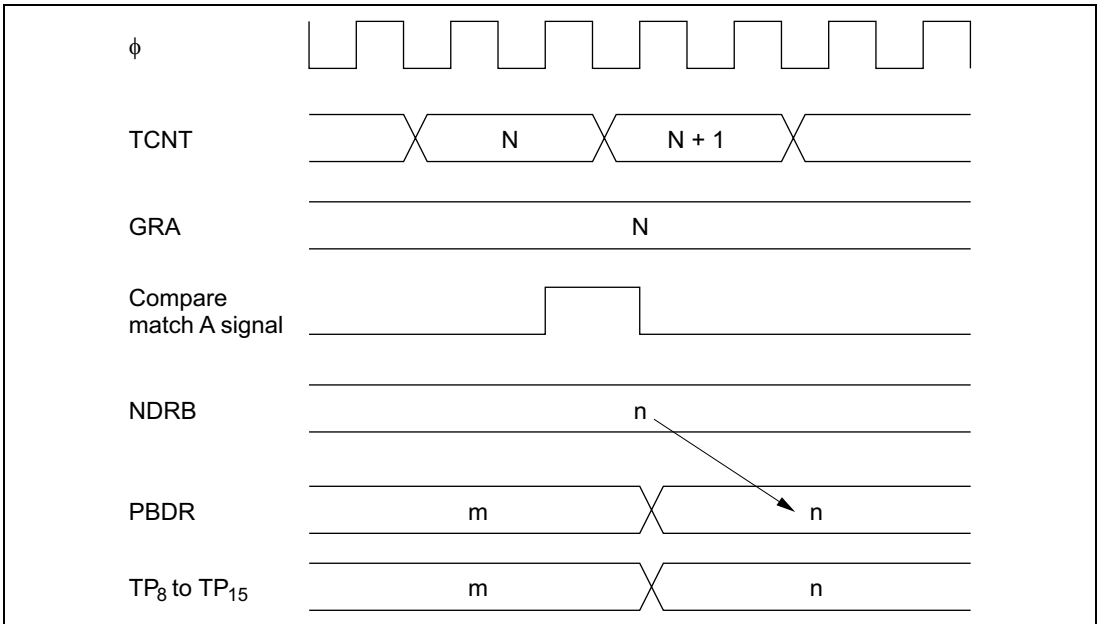 ϕ
TCNT
N
N + 1
GRA
N
Compare
match A signal
NDRB
n
PBDR
m
n
TP8 to TP15
m
n